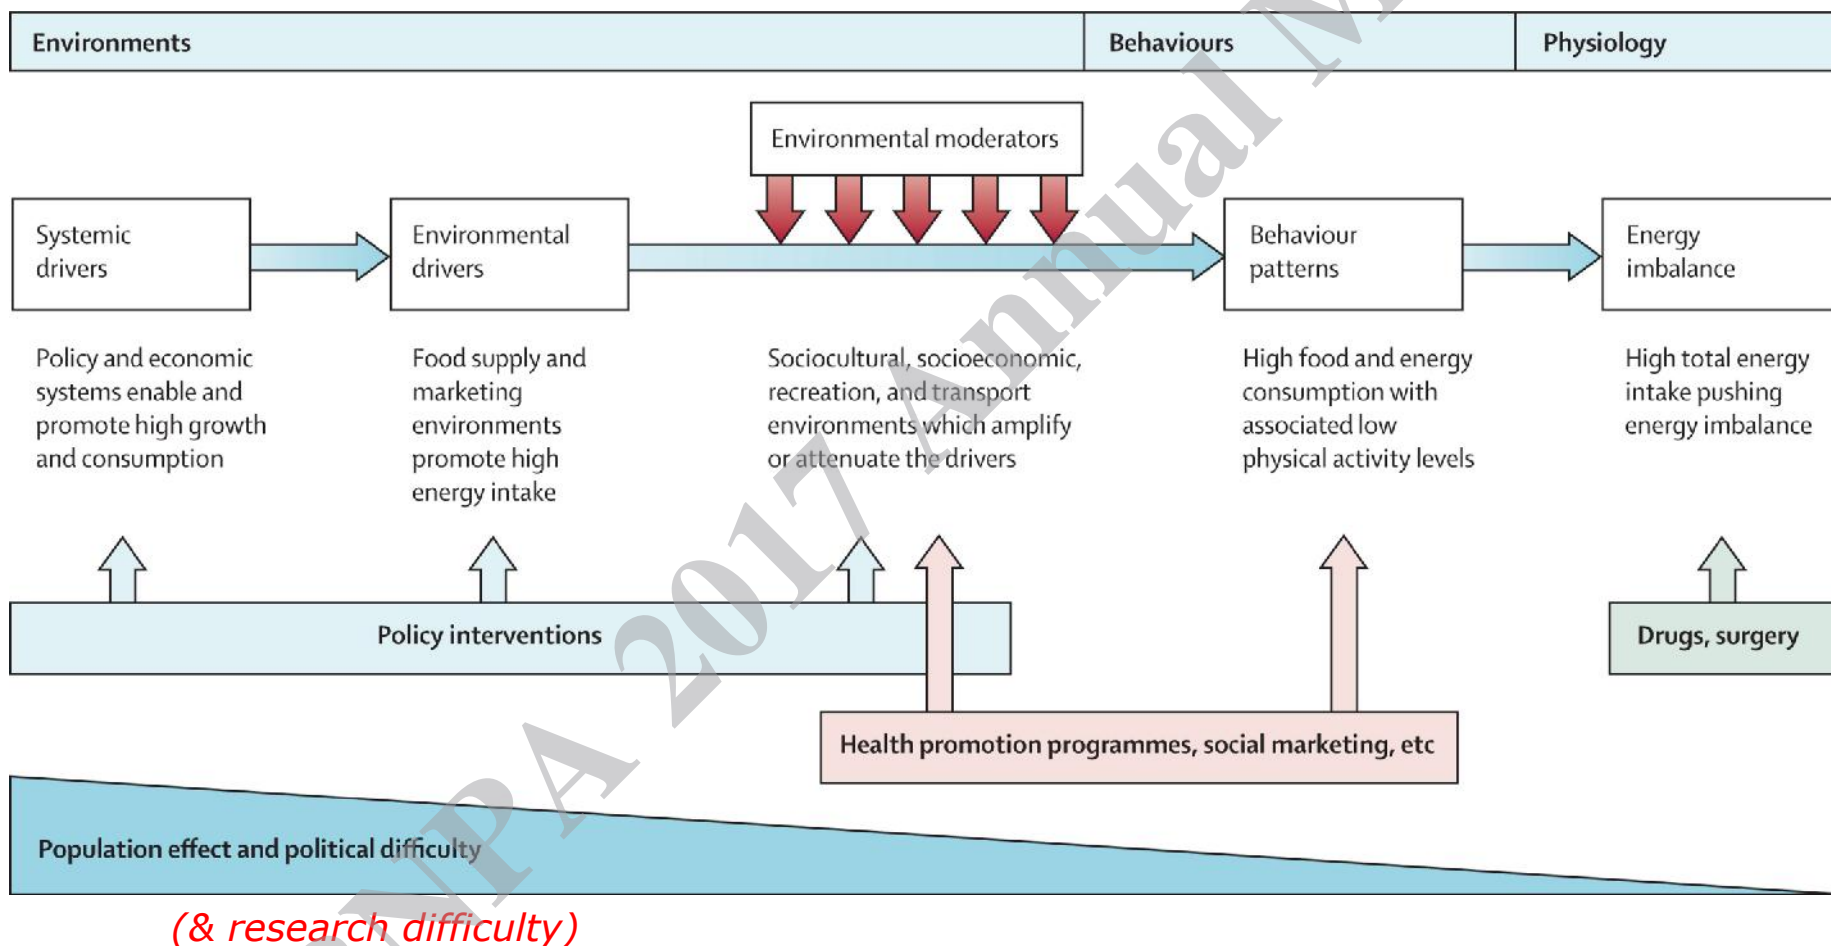 Environments
Behaviours
Physiology
Environmental moderators
Systemic
drivers
Environmental
drivers
Behaviour
patterns
Energy
imbalance
Policy and economic
systems enable and
promote high growth
and consumption
Food supply and
marketing
environments
promote high
energy intake
Sociocultural, socioeconomic,
recreation, and transport
environments which amplify
or attenuate the drivers
High food and energy
consumption with
associated low
physical activity levels
High total energy
intake pushing
energy imbalance
Policy interventions
Drugs, surgery
Health promotion programmes, social marketing, etc
Population effect and political difficulty
(& research difficulty)
NPA 2017 Annual M